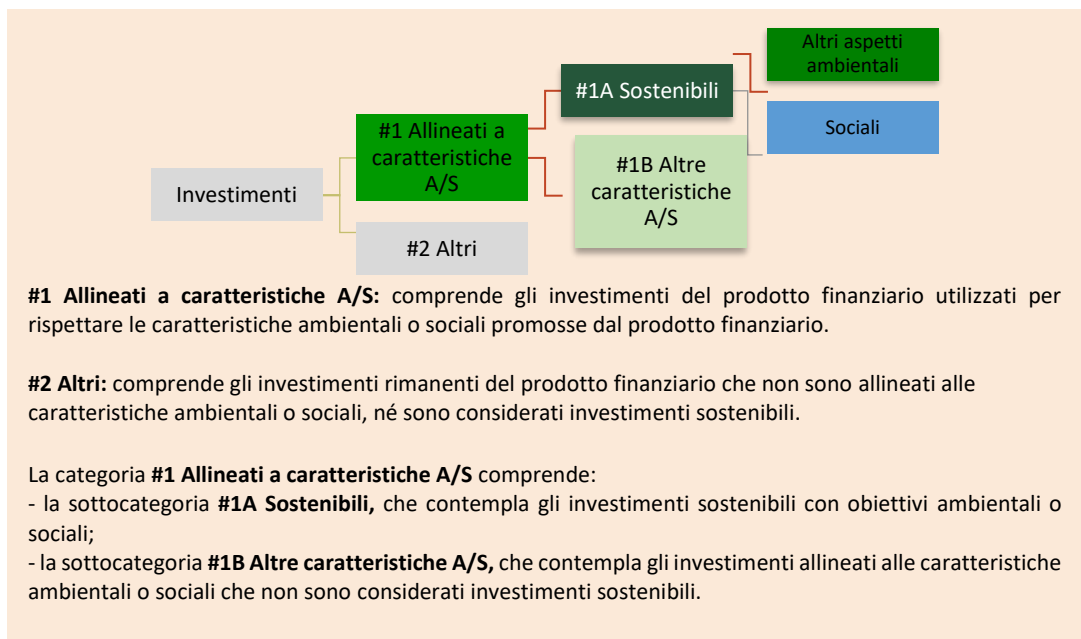 Altri aspetti
ambientali
#1A Sostenibili
Sociali
#1 Allineati a
caratteristiche
A/S
#1B Altre
caratteristiche
A/S
Investimenti
#2 Altri
#1 Allineati a caratteristiche A/S: comprende gli investimenti del prodotto finanziario utilizzati per
rispettare le caratteristiche ambientali o sociali promosse dal prodotto finanziario.
#2 Altri: comprende gli investimenti rimanenti del prodotto finanziario che non sono allineati alle
caratteristiche ambientali o sociali, né sono considerati investimenti sostenibili.
La categoria #1 Allineati a caratteristiche A/S comprende:
- la sottocategoria #1A Sostenibili, che contempla gli investimenti sostenibili con obiettivi ambientali o
sociali;
- la sottocategoria #1B Altre caratteristiche A/S, che contempla gli investimenti allineati alle caratteristiche
ambientali o sociali che non sono considerati investimenti sostenibili.